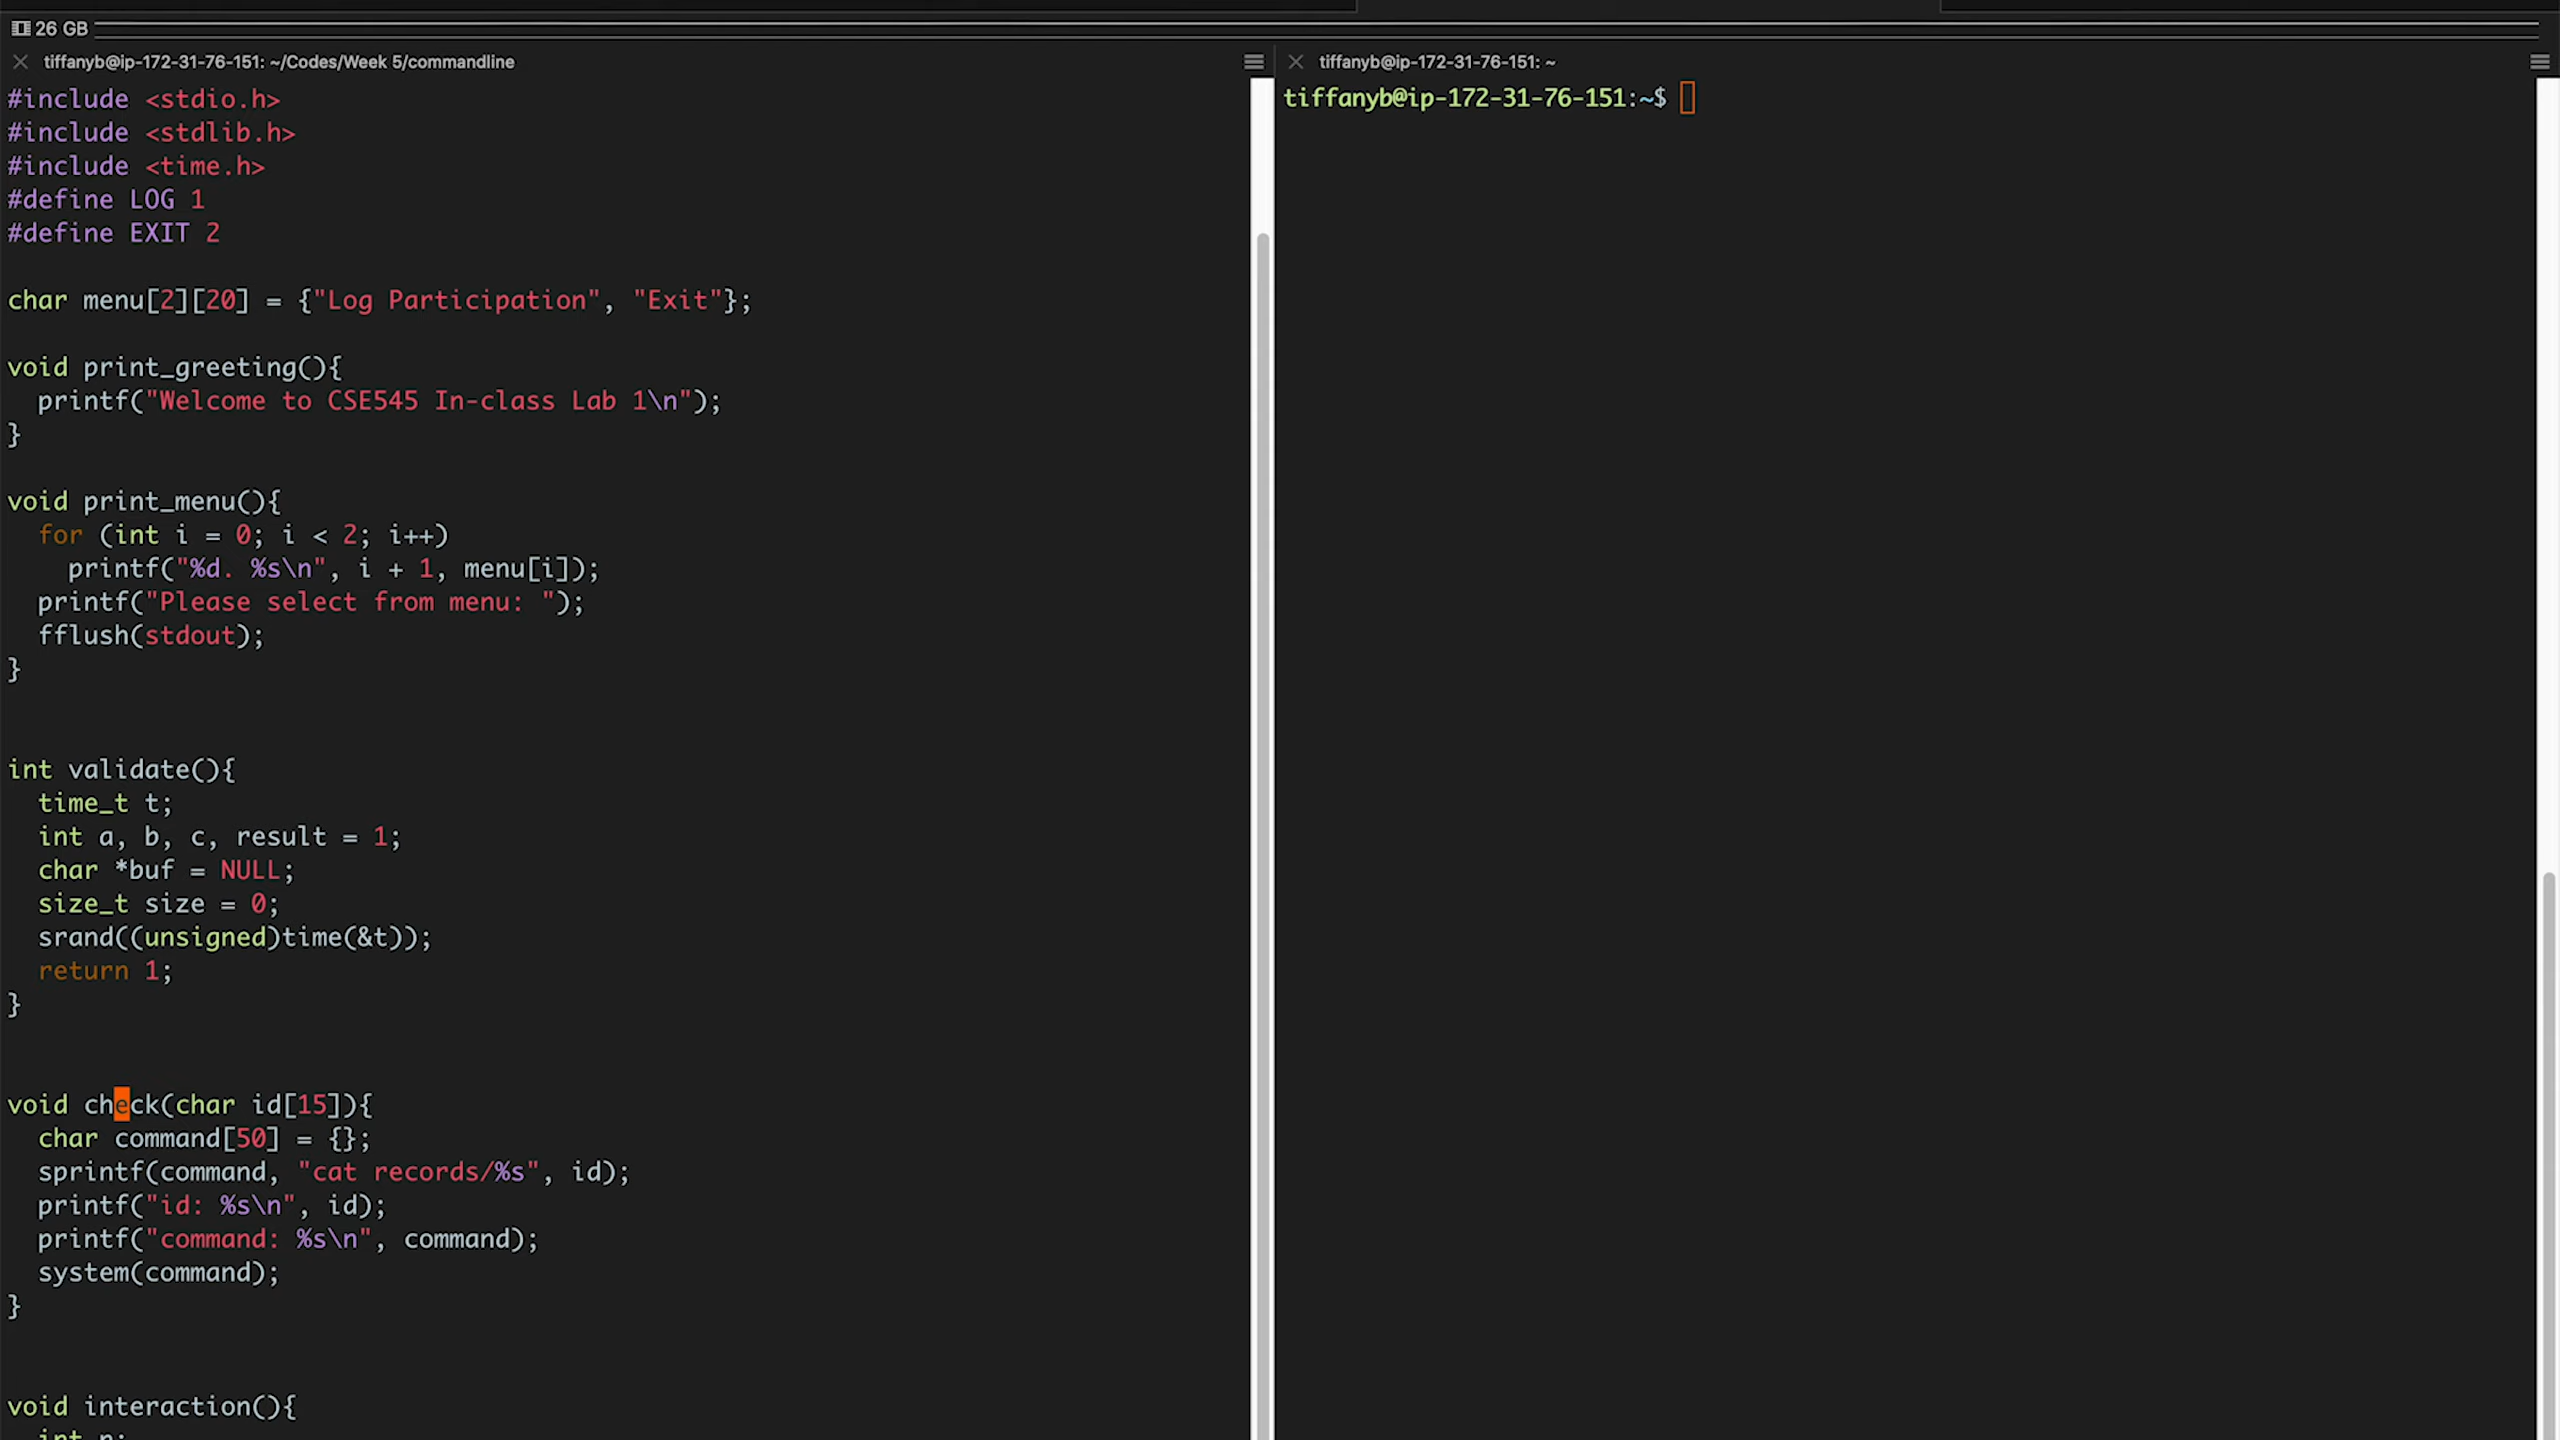 26 GB
tiffanyb@ip-172-31-76-151: ~/Codes/Week 5/commandline
#include <stdio.h>
#include <stdlib.h>
#include <time.h>
#define LOG 1
#define EXIT 2
char menu[2][20] = {"Log Participation", "Exit"};
void print_greeting(){
  printf("Welcome to CSE545 In-class Lab 1\n");
}
void print_menu(){
  for (int i = 0; i < 2; i++)
    printf("%d. %s\n", i + 1, menu[i]);
  printf("Please select from menu: ");
  fflush(stdout);
}
int validate(){
  time_t t;
  int a, b, c, result = 1;
  char *buf = NULL;
  size_t size = 0;
  srand((unsigned)time(&t));
  return 1;
}
void check(char id[15]){
  char command[50] = {};
  sprintf(command, "cat records/%s", id);
  printf("id: %s\n", id);
  printf("command: %s\n", command);
  system(command);
}
void interaction(){
  int n;
tiffanyb@ip-172-31-76-151: ~
tiffanyb@ip-172-31-76-151:~$